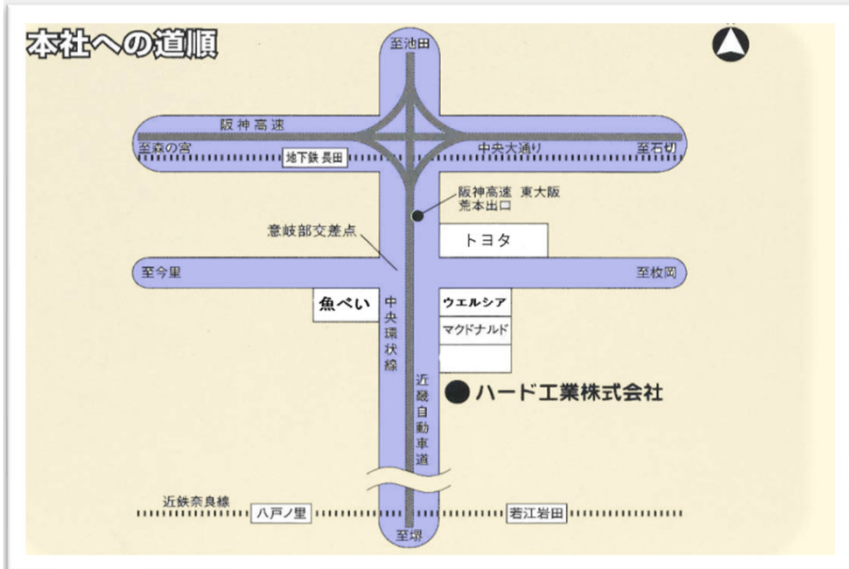 本社への道順
至池田
阪神高速
至森の宮
地下鉄 長田
中央大通り
至石切
阪神高速 東大阪
荒本出口
意岐部交差点
トヨタ
至今里
至枚岡
魚べい
中央環状線
ウエルシア
マクドナルド
近畿自動車道
ハード工業株式会社
近鉄奈良線
八戸ノ里
若江岩田
至堺